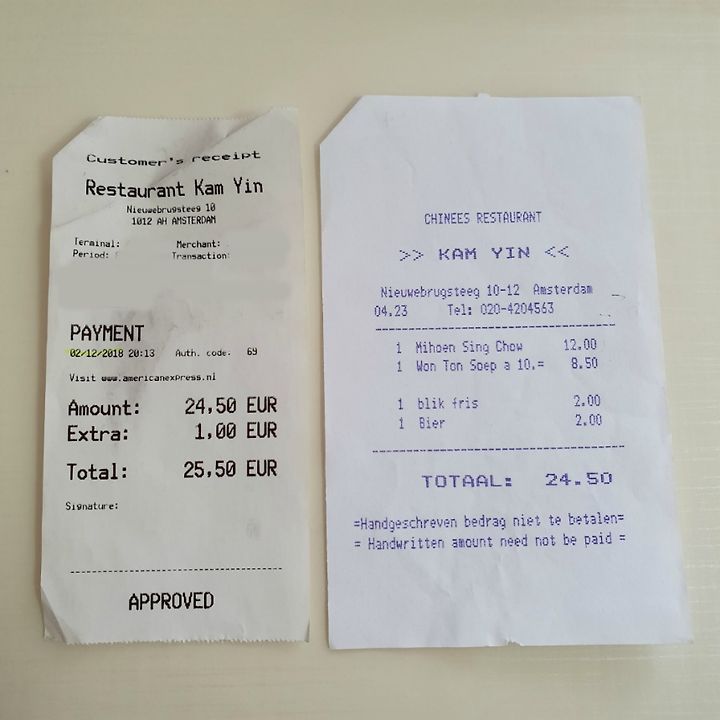 Customer's receipt
Restaurant Kam Yin
Nieuwebrugsteeg 10
1012 AH AMSTERDAM
Terminal: Merchant:
Period: Transaction:
PAYMENT
02/12/2018 20:13 Auth. code: 69
Visit www.americanexpress.nl
Amount: 24,50 EUR
Extra: 1,00 EUR
Total: 25,50 EUR
Signature:
APPROVED
CHINEES RESTAURANT
>> KAM YIN <<
Nieuwebrugsteeg 10-12 Amsterdam
04.23 Tel: 020-4204563
1 Mihoen Sing Chow 12.00
1 Won Ton Soep a 10,= 8.50
1 blik fris 2.00
1 Bier 2.00
TOTAAL: 24.50
=Handgeschreven bedrag niet te betalen=
= Handwritten amount need not be paid =